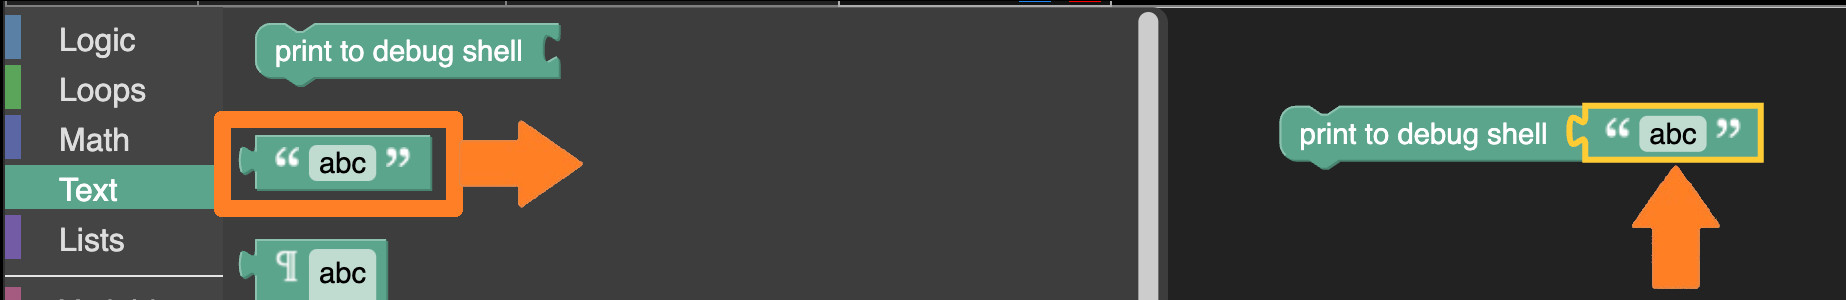 Logic
Loops
Math
Text
Lists
print to debug shell
“ abc ”
¶ abc
print to debug shell “ abc ”